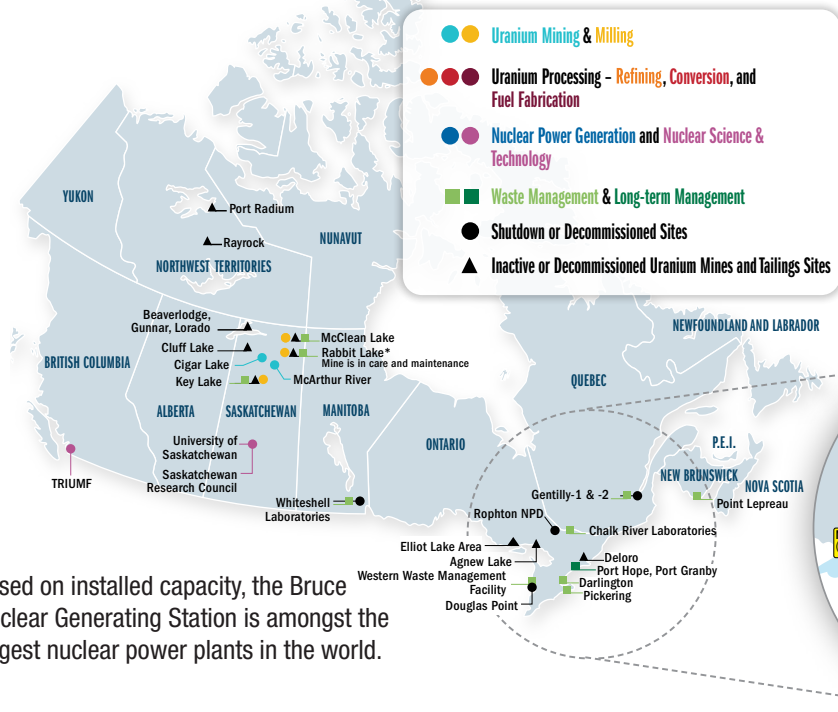 Uranium Mining & Milling
Uranium Processing – Refining, Conversion, and
Fuel Fabrication
Nuclear Power Generation and Nuclear Science &
Technology
Waste Management & Long-term Management
Shutdown or Decommissioned Sites
Inactive or Decommissioned Uranium Mines and Tailings Sites
YUKON
Port Radium
Rayrock
NUNAVUT
NORTHWEST TERRITORIES
Beaverlodge,
Gunnar, Lorado
McClean Lake
Cluff Lake
Rabbit Lake*
Mine is in care and maintenance
Cigar Lake
Key Lake
McArthur River
BRITISH COLUMBIA
ALBERTA
SASKATCHEWAN
MANITOBA
ONTARIO
QUEBEC
NEWFOUNDLAND AND LABRADOR
P.E.I.
NEW BRUNSWICK
NOVA SCOTIA
Point Lepreau
University of
Saskatchewan
Saskatchewan
Research Council
TRIUMF
Whiteshell
Laboratories
Gentilly-1 & -2
Rophton NPD
Chalk River Laboratories
Elliot Lake Area
Agnew Lake
Deloro
Port Hope, Port Granby
Western Waste Management
Facility
Darlington
Pickering
Douglas Point
sed on installed capacity, the Bruce
clear Generating Station is amongst the
gest nuclear power plants in the world.